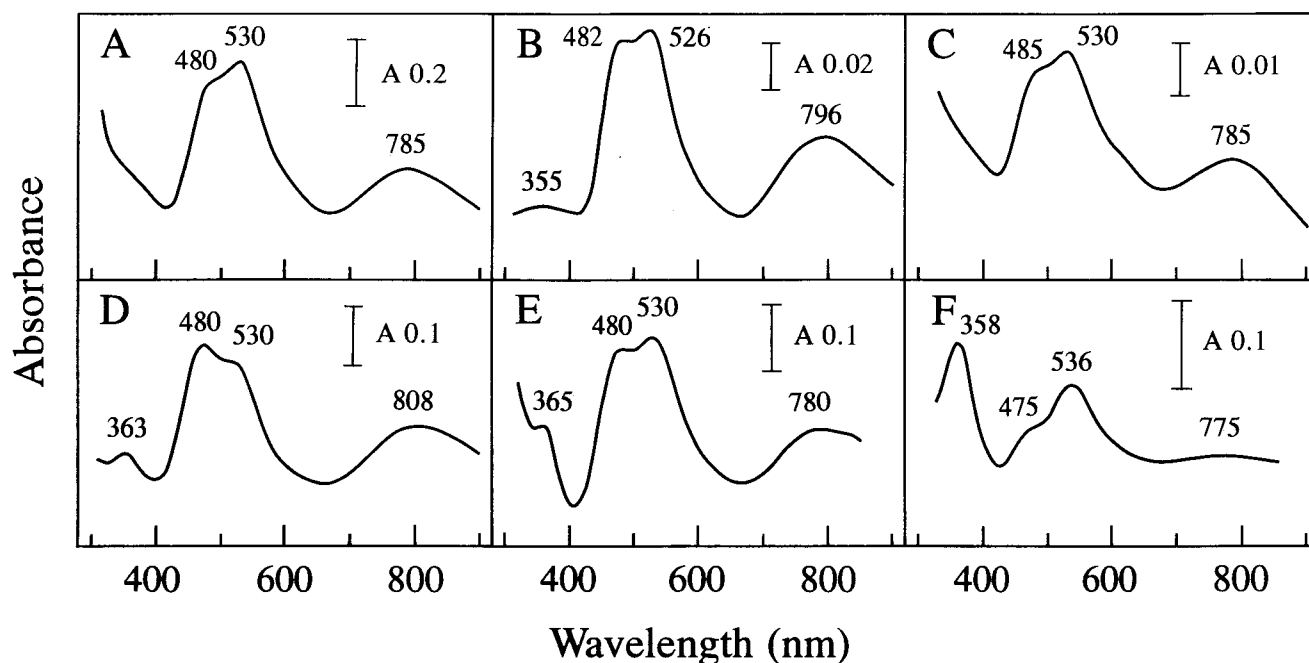 A
480
530
A 0.2
785
B
482
526
A 0.02
796
355
C
485
530
A 0.01
785
D
480
530
A 0.1
363
808
E
480
530
A 0.1
365
780
F
358
A 0.1
475
536
775
Absorbance
400 600 800 400 600 800 400 600 800
Wavelength (nm)